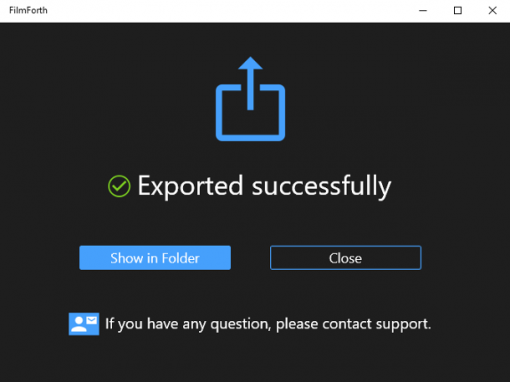 FilmForth
Exported successfully
Show in Folder
Close
If you have any question, please contact support.